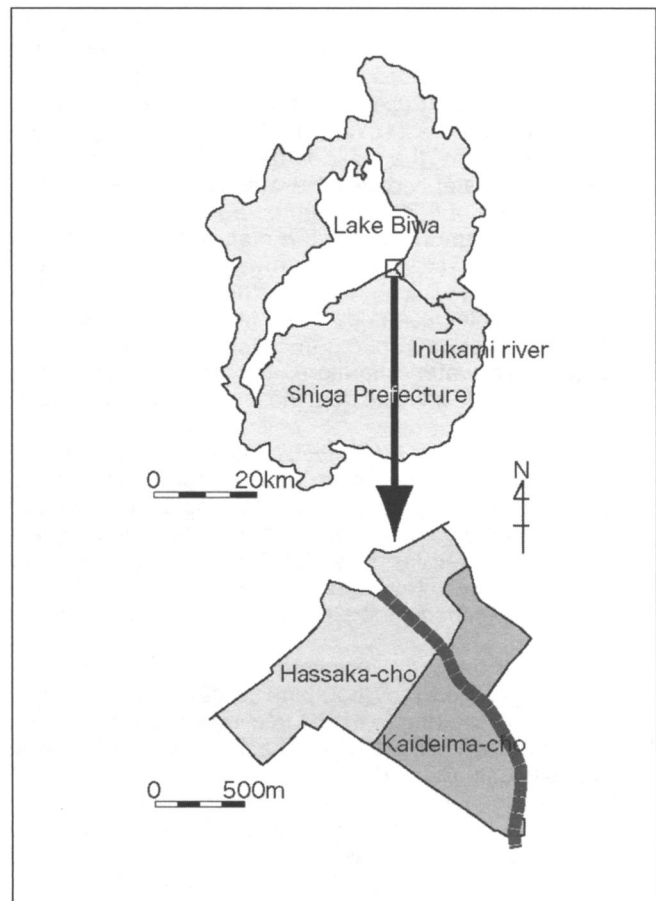 Lake Biwa
Inukami river
Shiga Prefecture
0 20km
N
Hassaka-cho
Kaideima-cho
0 500m